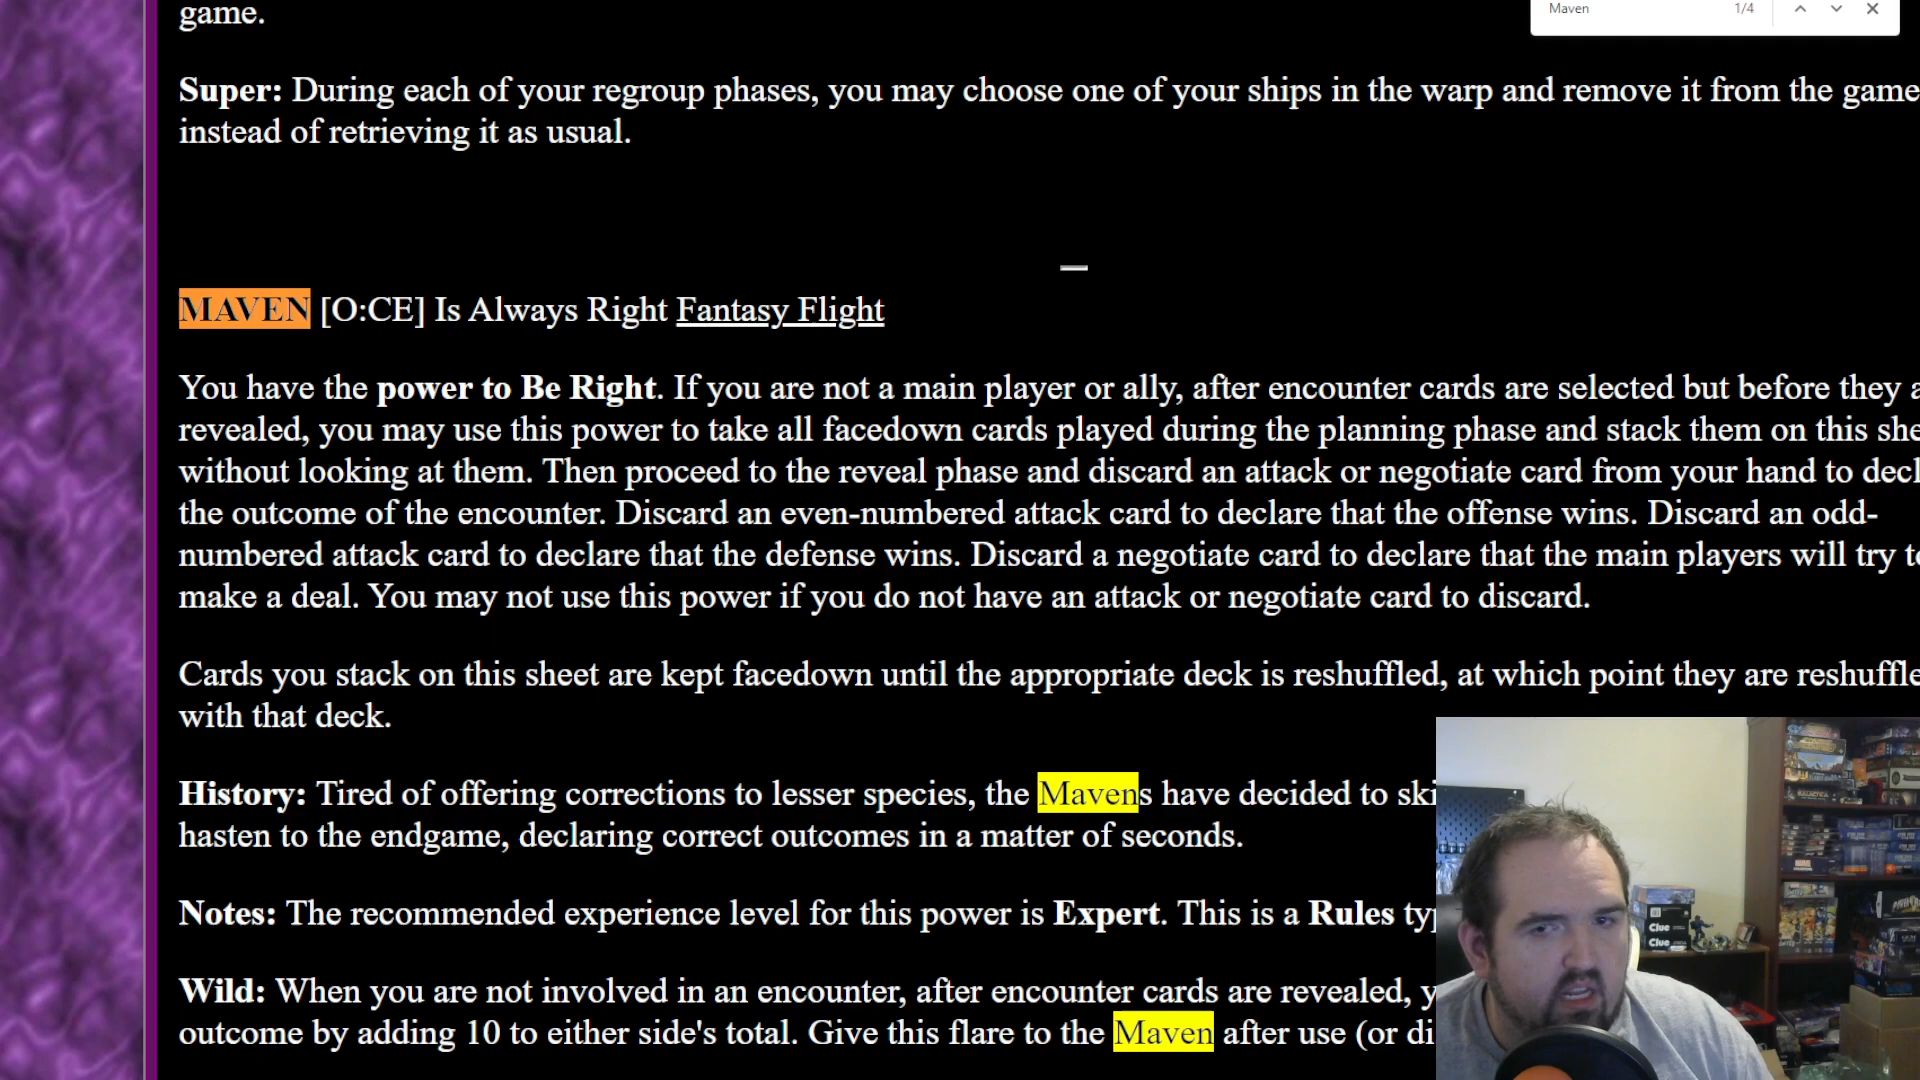 game.
Maven 1/4
Super: During each of your regroup phases, you may choose one of your ships in the warp and remove it from the game
instead of retrieving it as usual.
MAVEN [O:CE] Is Always Right Fantasy Flight
You have the power to Be Right. If you are not a main player or ally, after encounter cards are selected but before they a
revealed, you may use this power to take all facedown cards played during the planning phase and stack them on this she
without looking at them. Then proceed to the reveal phase and discard an attack or negotiate card from your hand to decl
the outcome of the encounter. Discard an even-numbered attack card to declare that the offense wins. Discard an odd-
numbered attack card to declare that the defense wins. Discard a negotiate card to declare that the main players will try to
make a deal. You may not use this power if you do not have an attack or negotiate card to discard.
Cards you stack on this sheet are kept facedown until the appropriate deck is reshuffled, at which point they are reshuffle
with that deck.
History: Tired of offering corrections to lesser species, the Mavens have decided to ski
hasten to the endgame, declaring correct outcomes in a matter of seconds.
Notes: The recommended experience level for this power is Expert. This is a Rules typ
Wild: When you are not involved in an encounter, after encounter cards are revealed, y
outcome by adding 10 to either side's total. Give this flare to the Maven after use (or di
Clue
Clue